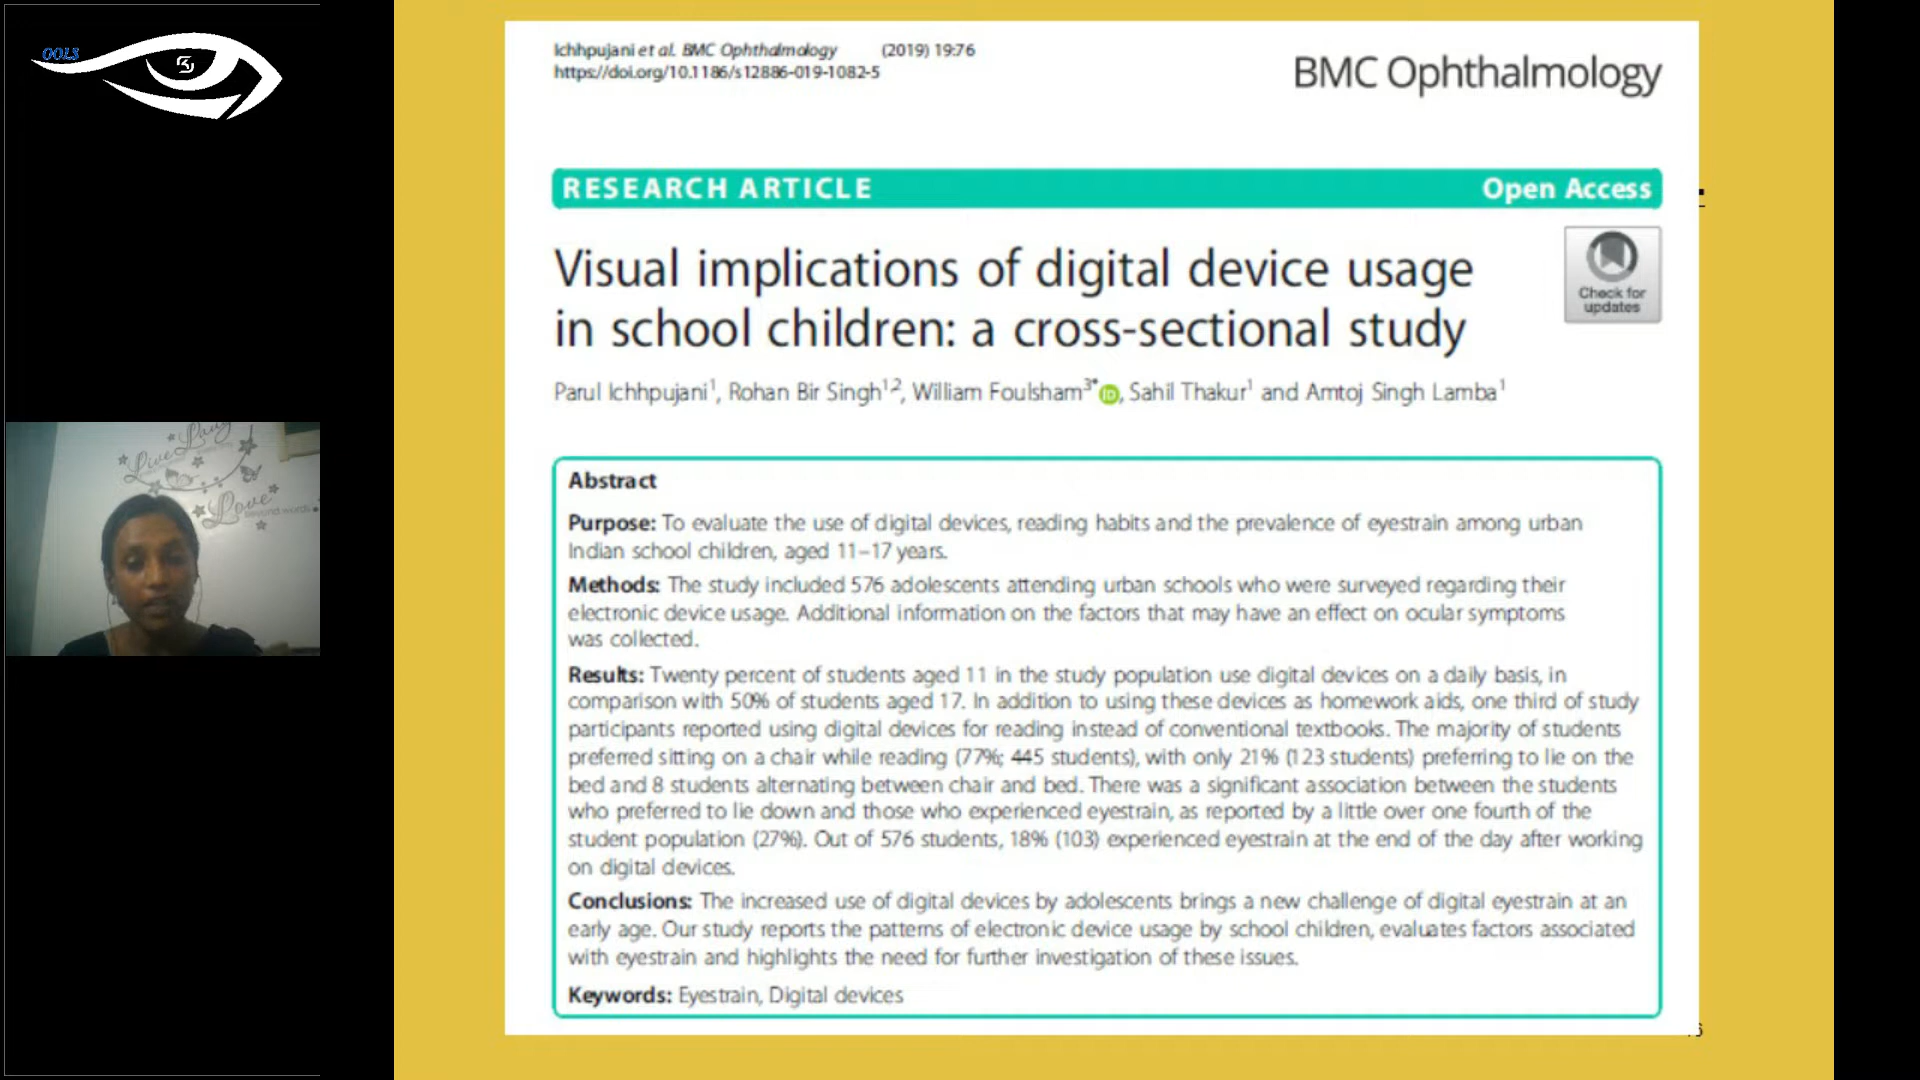 OOLS
Ichhpujani et al. BMC Ophthalmology (2019) 19:76
https://doi.org/10.1186/s12886-019-1082-5
BMC Ophthalmology
RESEARCH ARTICLE Open Access
Visual implications of digital device usage
in school children: a cross-sectional study
Check for
updates
Parul Ichhpujani1, Rohan Bir Singh1,2, William Foulsham3* iD, Sahil Thakur1 and Amtoj Singh Lamba1
Abstract
Purpose: To evaluate the use of digital devices, reading habits and the prevalence of eyestrain among urban
Indian school children, aged 11–17 years.
Methods: The study included 576 adolescents attending urban schools who were surveyed regarding their
electronic device usage. Additional information on the factors that may have an effect on ocular symptoms
was collected.
Results: Twenty percent of students aged 11 in the study population use digital devices on a daily basis, in
comparison with 50% of students aged 17. In addition to using these devices as homework aids, one third of study
participants reported using digital devices for reading instead of conventional textbooks. The majority of students
preferred sitting on a chair while reading (77%; 445 students), with only 21% (123 students) preferring to lie on the
bed and 8 students alternating between chair and bed. There was a significant association between the students
who preferred to lie down and those who experienced eyestrain, as reported by a little over one fourth of the
student population (27%). Out of 576 students, 18% (103) experienced eyestrain at the end of the day after working
on digital devices.
Conclusions: The increased use of digital devices by adolescents brings a new challenge of digital eyestrain at an
early age. Our study reports the patterns of electronic device usage by school children, evaluates factors associated
with eyestrain and highlights the need for further investigation of these issues.
Keywords: Eyestrain, Digital devices
Live Laug
Love
beyond words